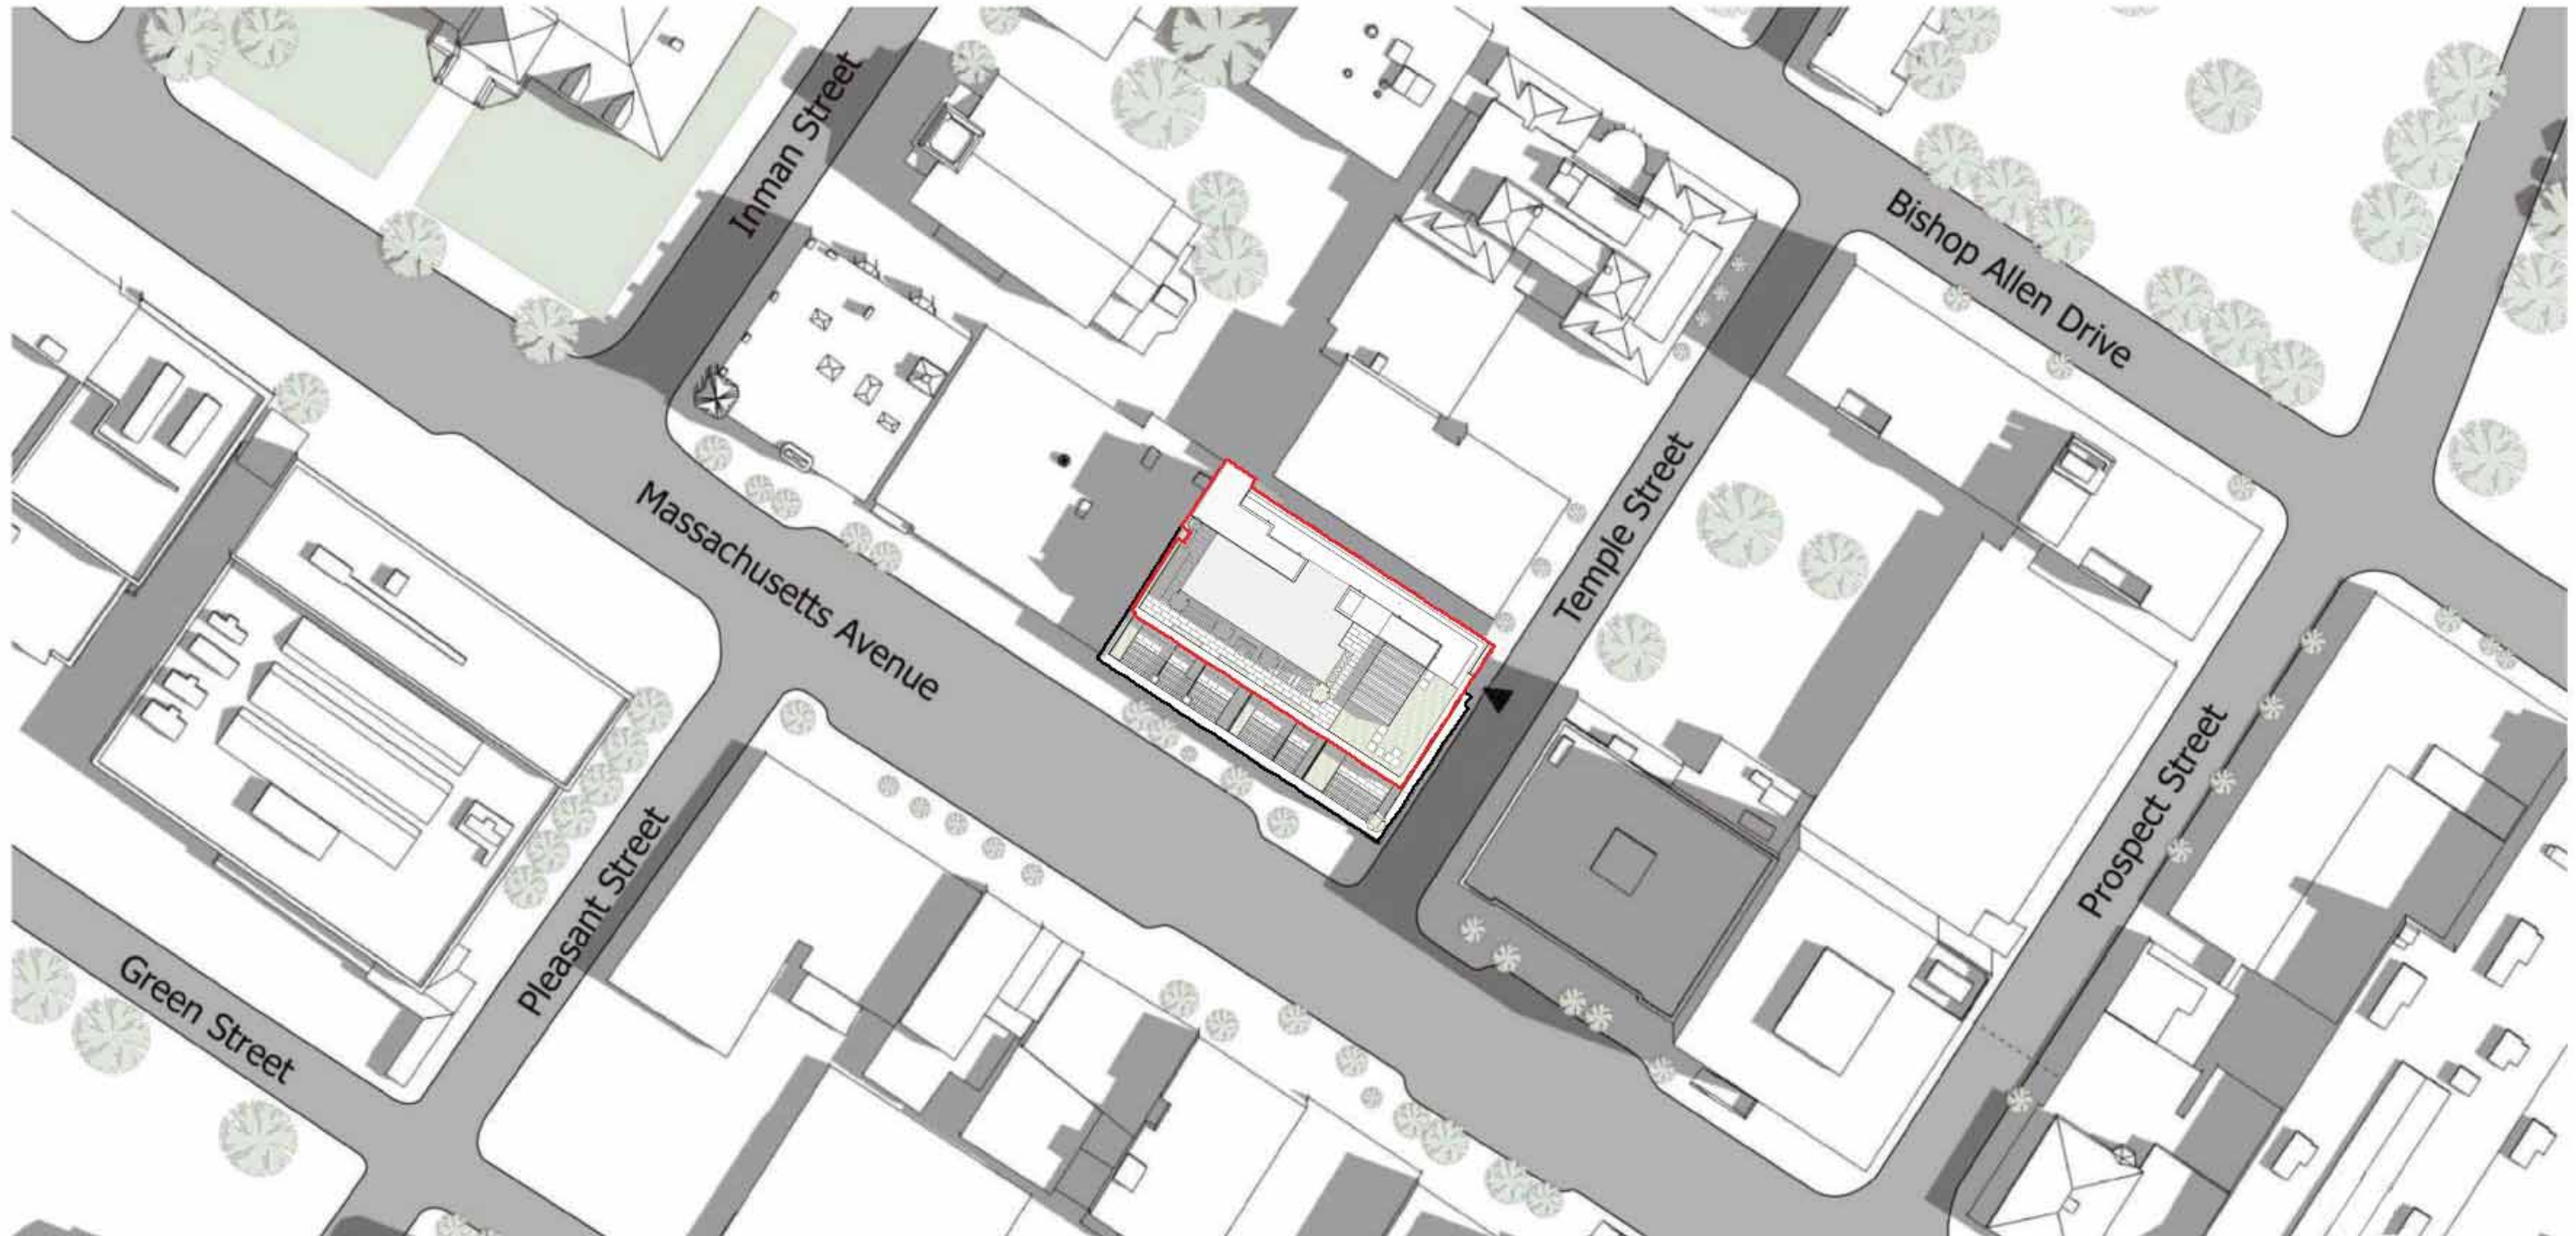 Inman Street
Bishop Allen Drive
Massachusetts Avenue
Temple Street
Prospect Street
Pleasant Street
Green Street